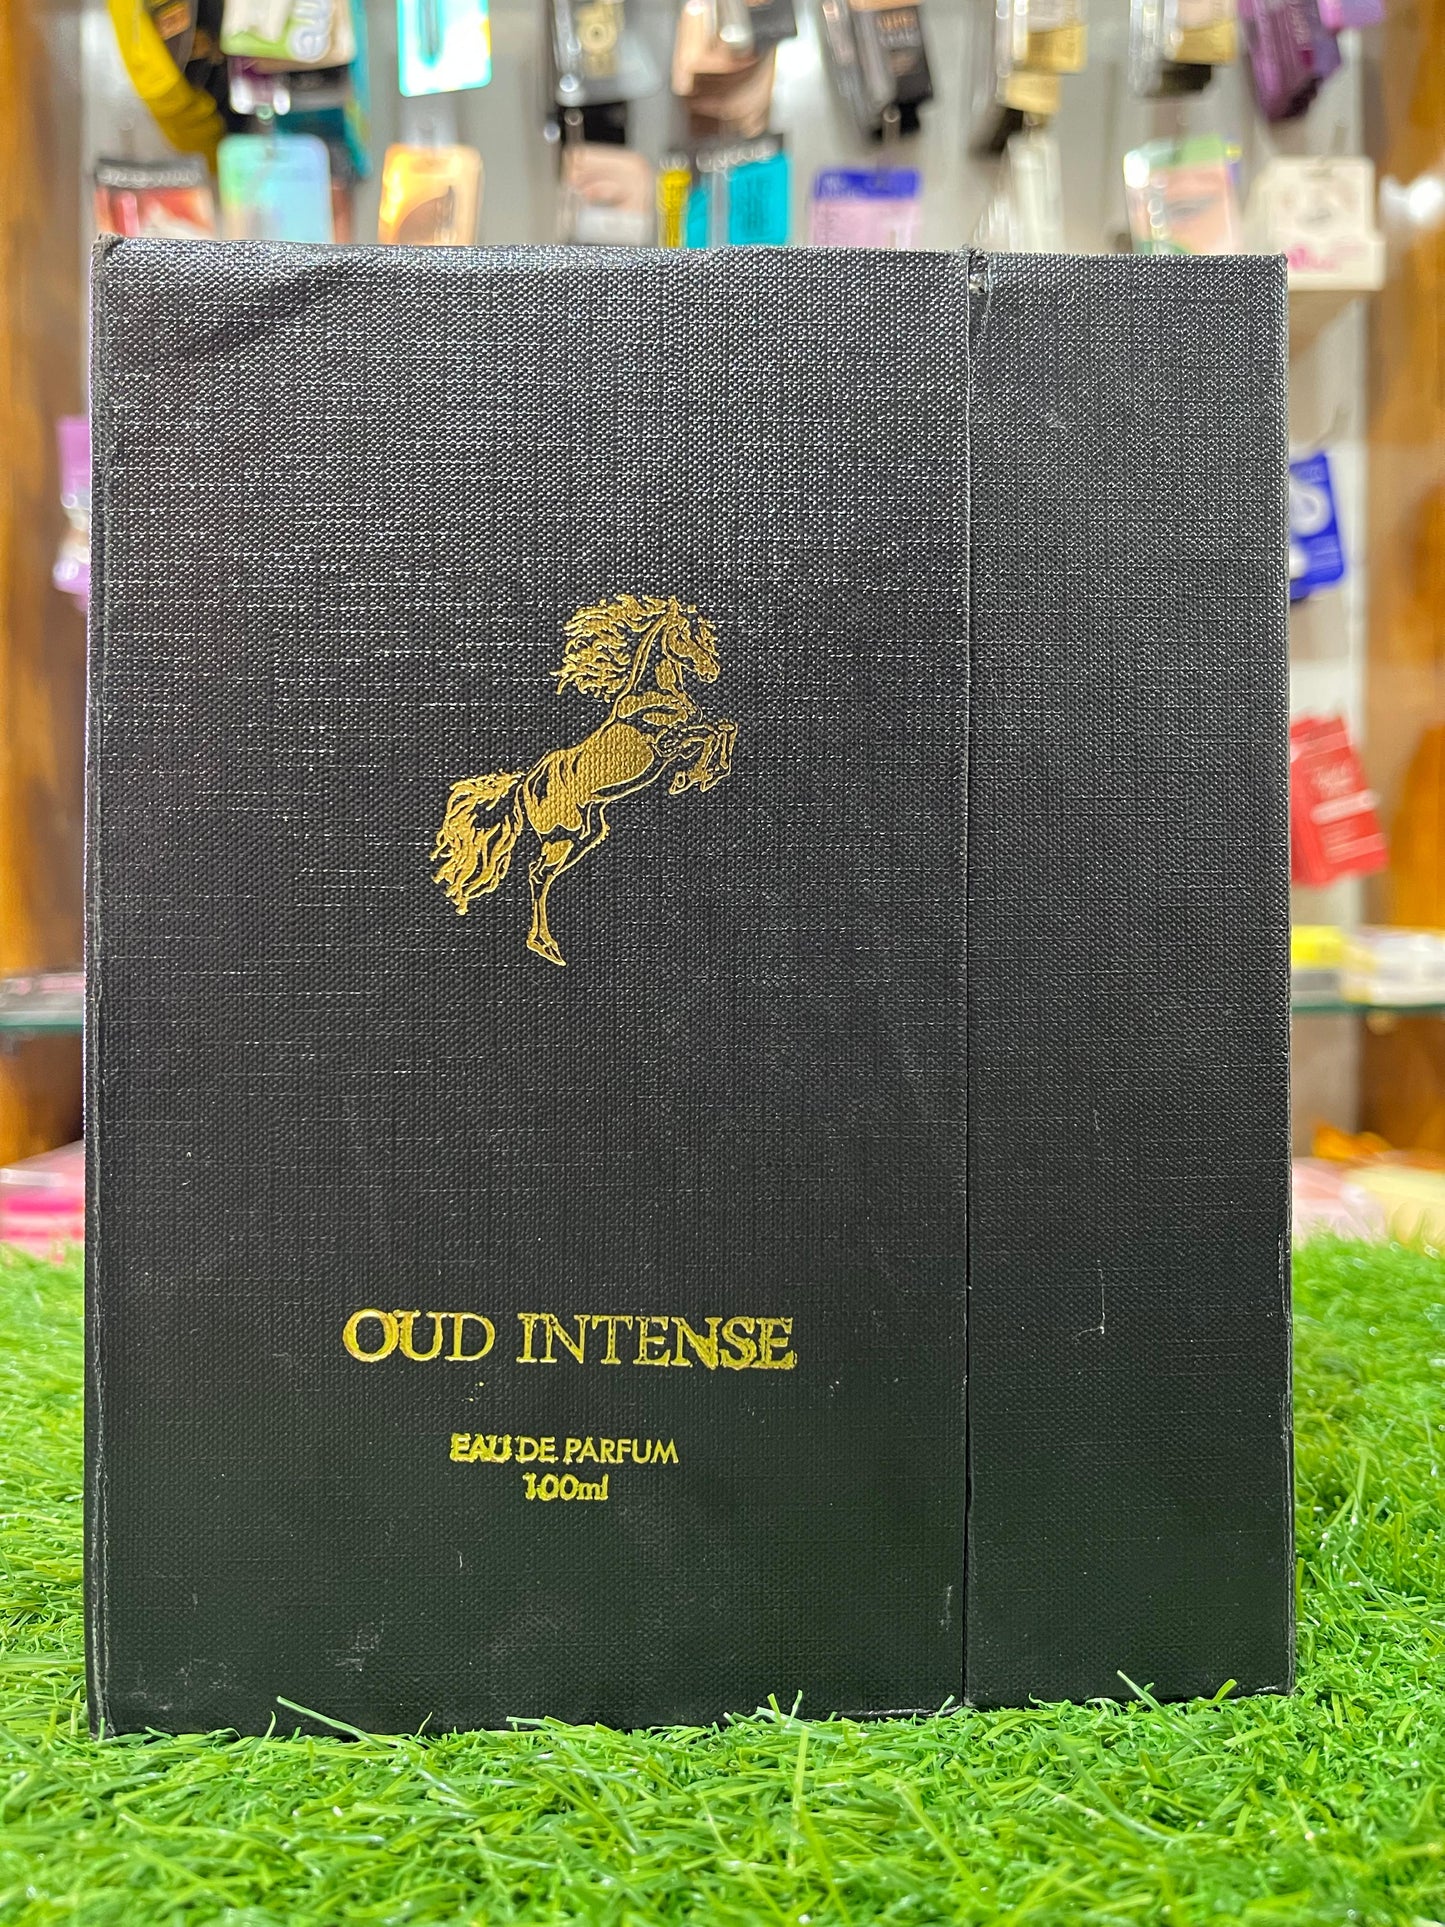 OUD INTENSE
EAU DE PARFUM
100ml